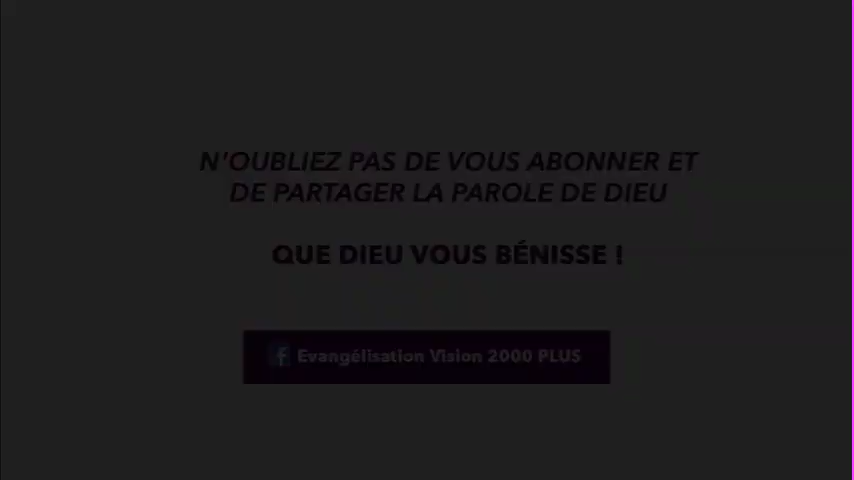 N'OUBLIEZ PAS DE VOUS ABONNER ET
DE PARTAGER LA PAROLE DE DIEU
QUE DIEU VOUS BÉNISSE !
Evangélisation Vision 2000 PLUS